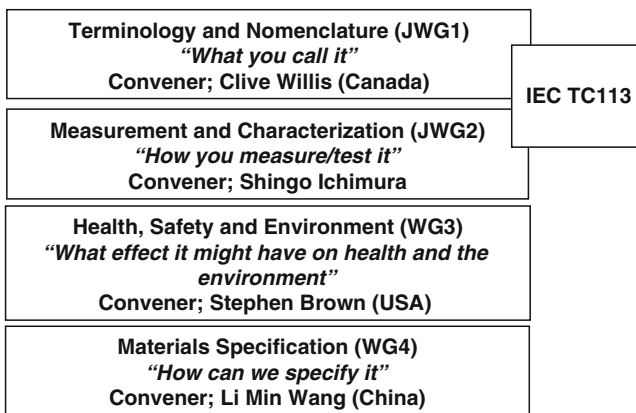 Terminology and Nomenclature (JWG1)
“What you call it”
Convener; Clive Willis (Canada)
IEC TC113
Measurement and Characterization (JWG2)
“How you measure/test it”
Convener; Shingo Ichimura
Health, Safety and Environment (WG3)
“What effect it might have on health and the
environment”
Convener; Stephen Brown (USA)
Materials Specification (WG4)
“How can we specify it”
Convener; Li Min Wang (China)